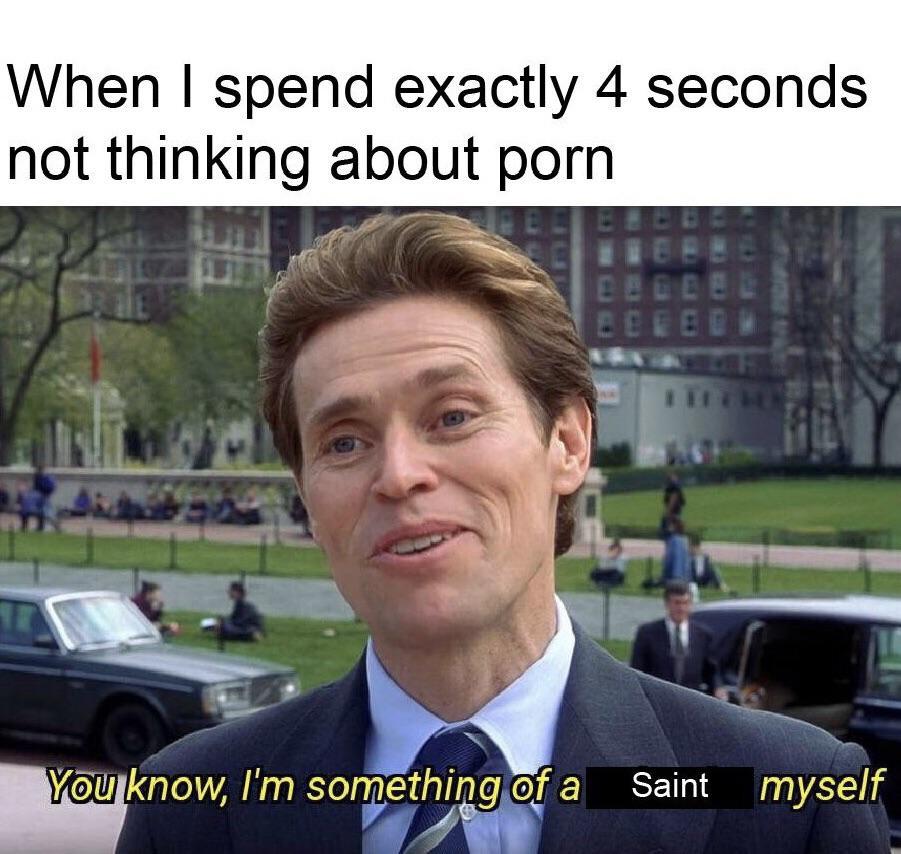 When I spend exactly 4 seconds
not thinking about porn
You know, I'm something of a Saint myself